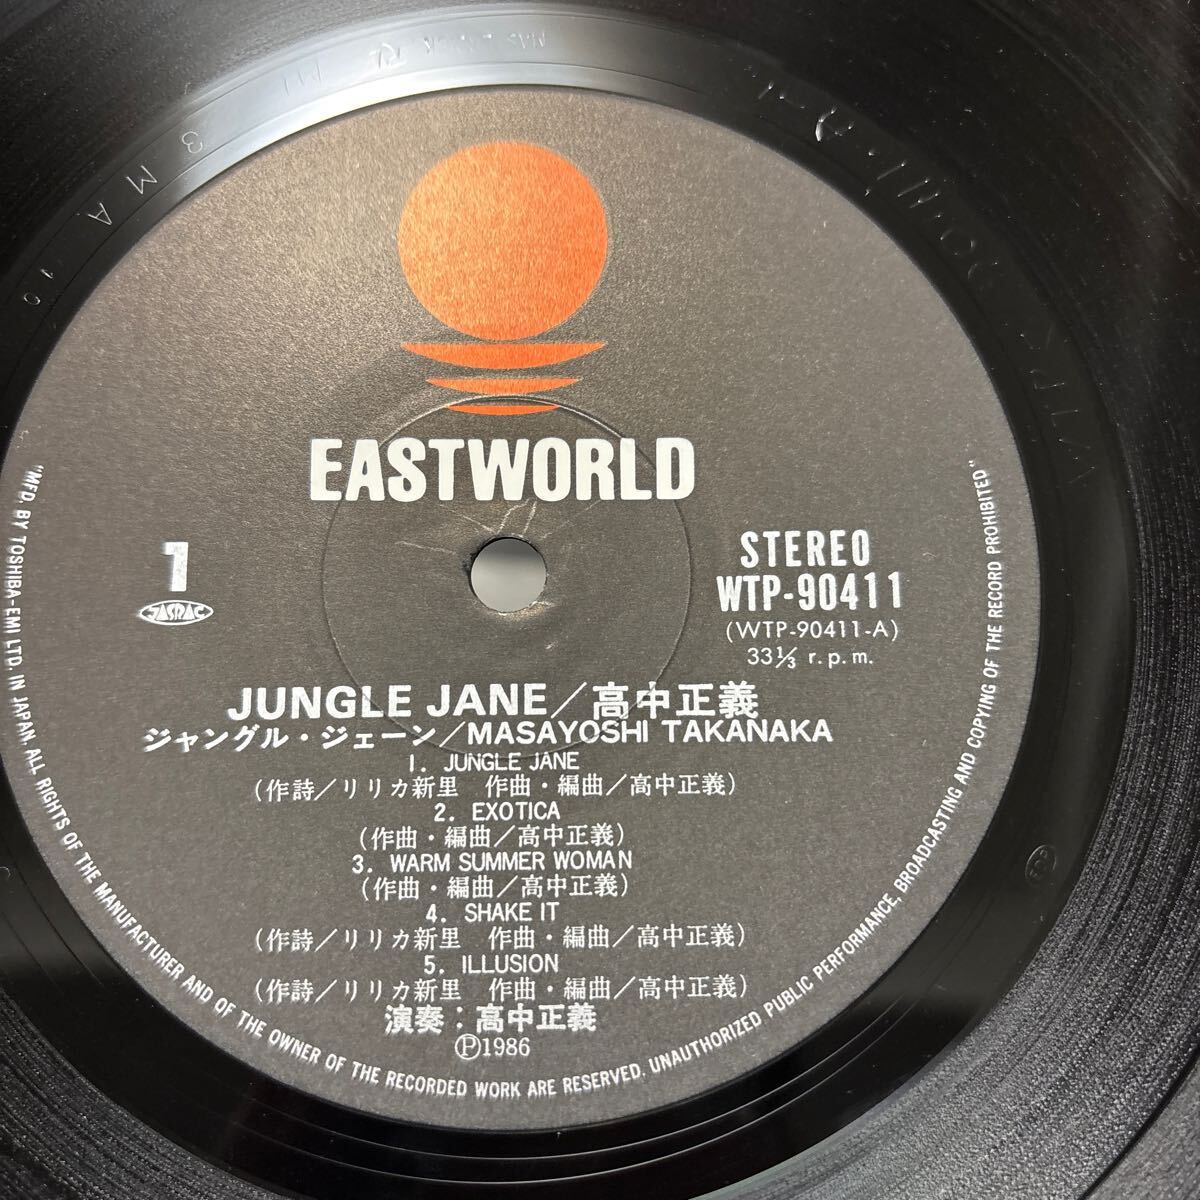 EASTWORLD
1
JASRAC
STEREO
WTP-90411
(WTP-90411-A)
33⅓ r.p.m.
JUNGLE JANE／高中正義
ジャングル・ジェーン／MASAYOSHI TAKANAKA
1. JUNGLE JANE
(作詩／リリカ新里 作曲・編曲／高中正義)
2. EXOTICA
(作曲・編曲／高中正義)
3. WARM SUMMER WOMAN
(作曲・編曲／高中正義)
4. SHAKE IT
(作詩／リリカ新里 作曲・編曲／高中正義)
5. ILLUSION
(作詩／リリカ新里 作曲・編曲／高中正義)
演奏：高中正義
Ⓟ1986
"MFD. BY TOSHIBA-EMI LTD. IN JAPAN. ALL RIGHTS OF THE MANUFACTURER AND OF THE OWNER OF THE RECORDED WORK ARE RESERVED. UNAUTHORIZED PUBLIC PERFORMANCE, BROADCASTING AND COPYING OF THE RECORD PROHIBITED"